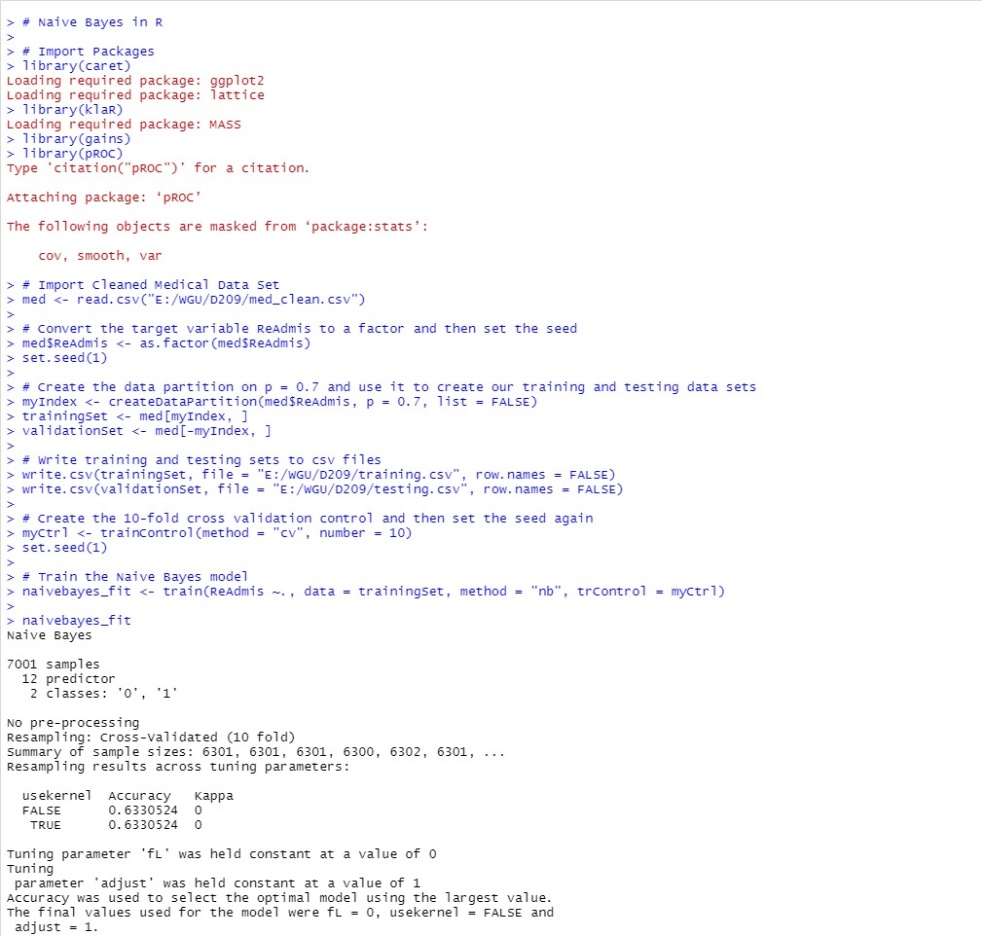 > # Naive Bayes in R
>
> # Import Packages
> library(caret)
Loading required package: ggplot2
Loading required package: lattice
> library(klaR)
Loading required package: MASS
> library(gains)
> library(pROC)
Type 'citation("pROC")' for a citation.

Attaching package: ‘pROC’

The following objects are masked from ‘package:stats’:

    cov, smooth, var

> # Import Cleaned Medical Data Set
> med <- read.csv("E:/WGU/D209/med_clean.csv")
>
> # Convert the target variable ReAdmis to a factor and then set the seed
> med$ReAdmis <- as.factor(med$ReAdmis)
> set.seed(1)
>
> # Create the data partition on p = 0.7 and use it to create our training and testing data sets
> myIndex <- createDataPartition(med$ReAdmis, p = 0.7, list = FALSE)
> trainingSet <- med[myIndex, ]
> validationSet <- med[-myIndex, ]
>
> # Write training and testing sets to csv files
> write.csv(trainingSet, file = "E:/WGU/D209/training.csv", row.names = FALSE)
> write.csv(validationSet, file = "E:/WGU/D209/testing.csv", row.names = FALSE)
>
> # Create the 10-fold cross validation control and then set the seed again
> myCtrl <- trainControl(method = "cv", number = 10)
> set.seed(1)
>
> # Train the Naive Bayes model
> naivebayes_fit <- train(ReAdmis ~., data = trainingSet, method = "nb", trControl = myCtrl)
>
> naivebayes_fit
Naive Bayes

7001 samples
  12 predictor
   2 classes: '0', '1'

No pre-processing
Resampling: Cross-Validated (10 fold)
Summary of sample sizes: 6301, 6301, 6301, 6300, 6302, 6301, ...
Resampling results across tuning parameters:

  usekernel  Accuracy   Kappa
  FALSE      0.6330524  0
   TRUE      0.6330524  0

Tuning parameter 'fL' was held constant at a value of 0
Tuning
 parameter 'adjust' was held constant at a value of 1
Accuracy was used to select the optimal model using the largest value.
The final values used for the model were fL = 0, usekernel = FALSE and
 adjust = 1.